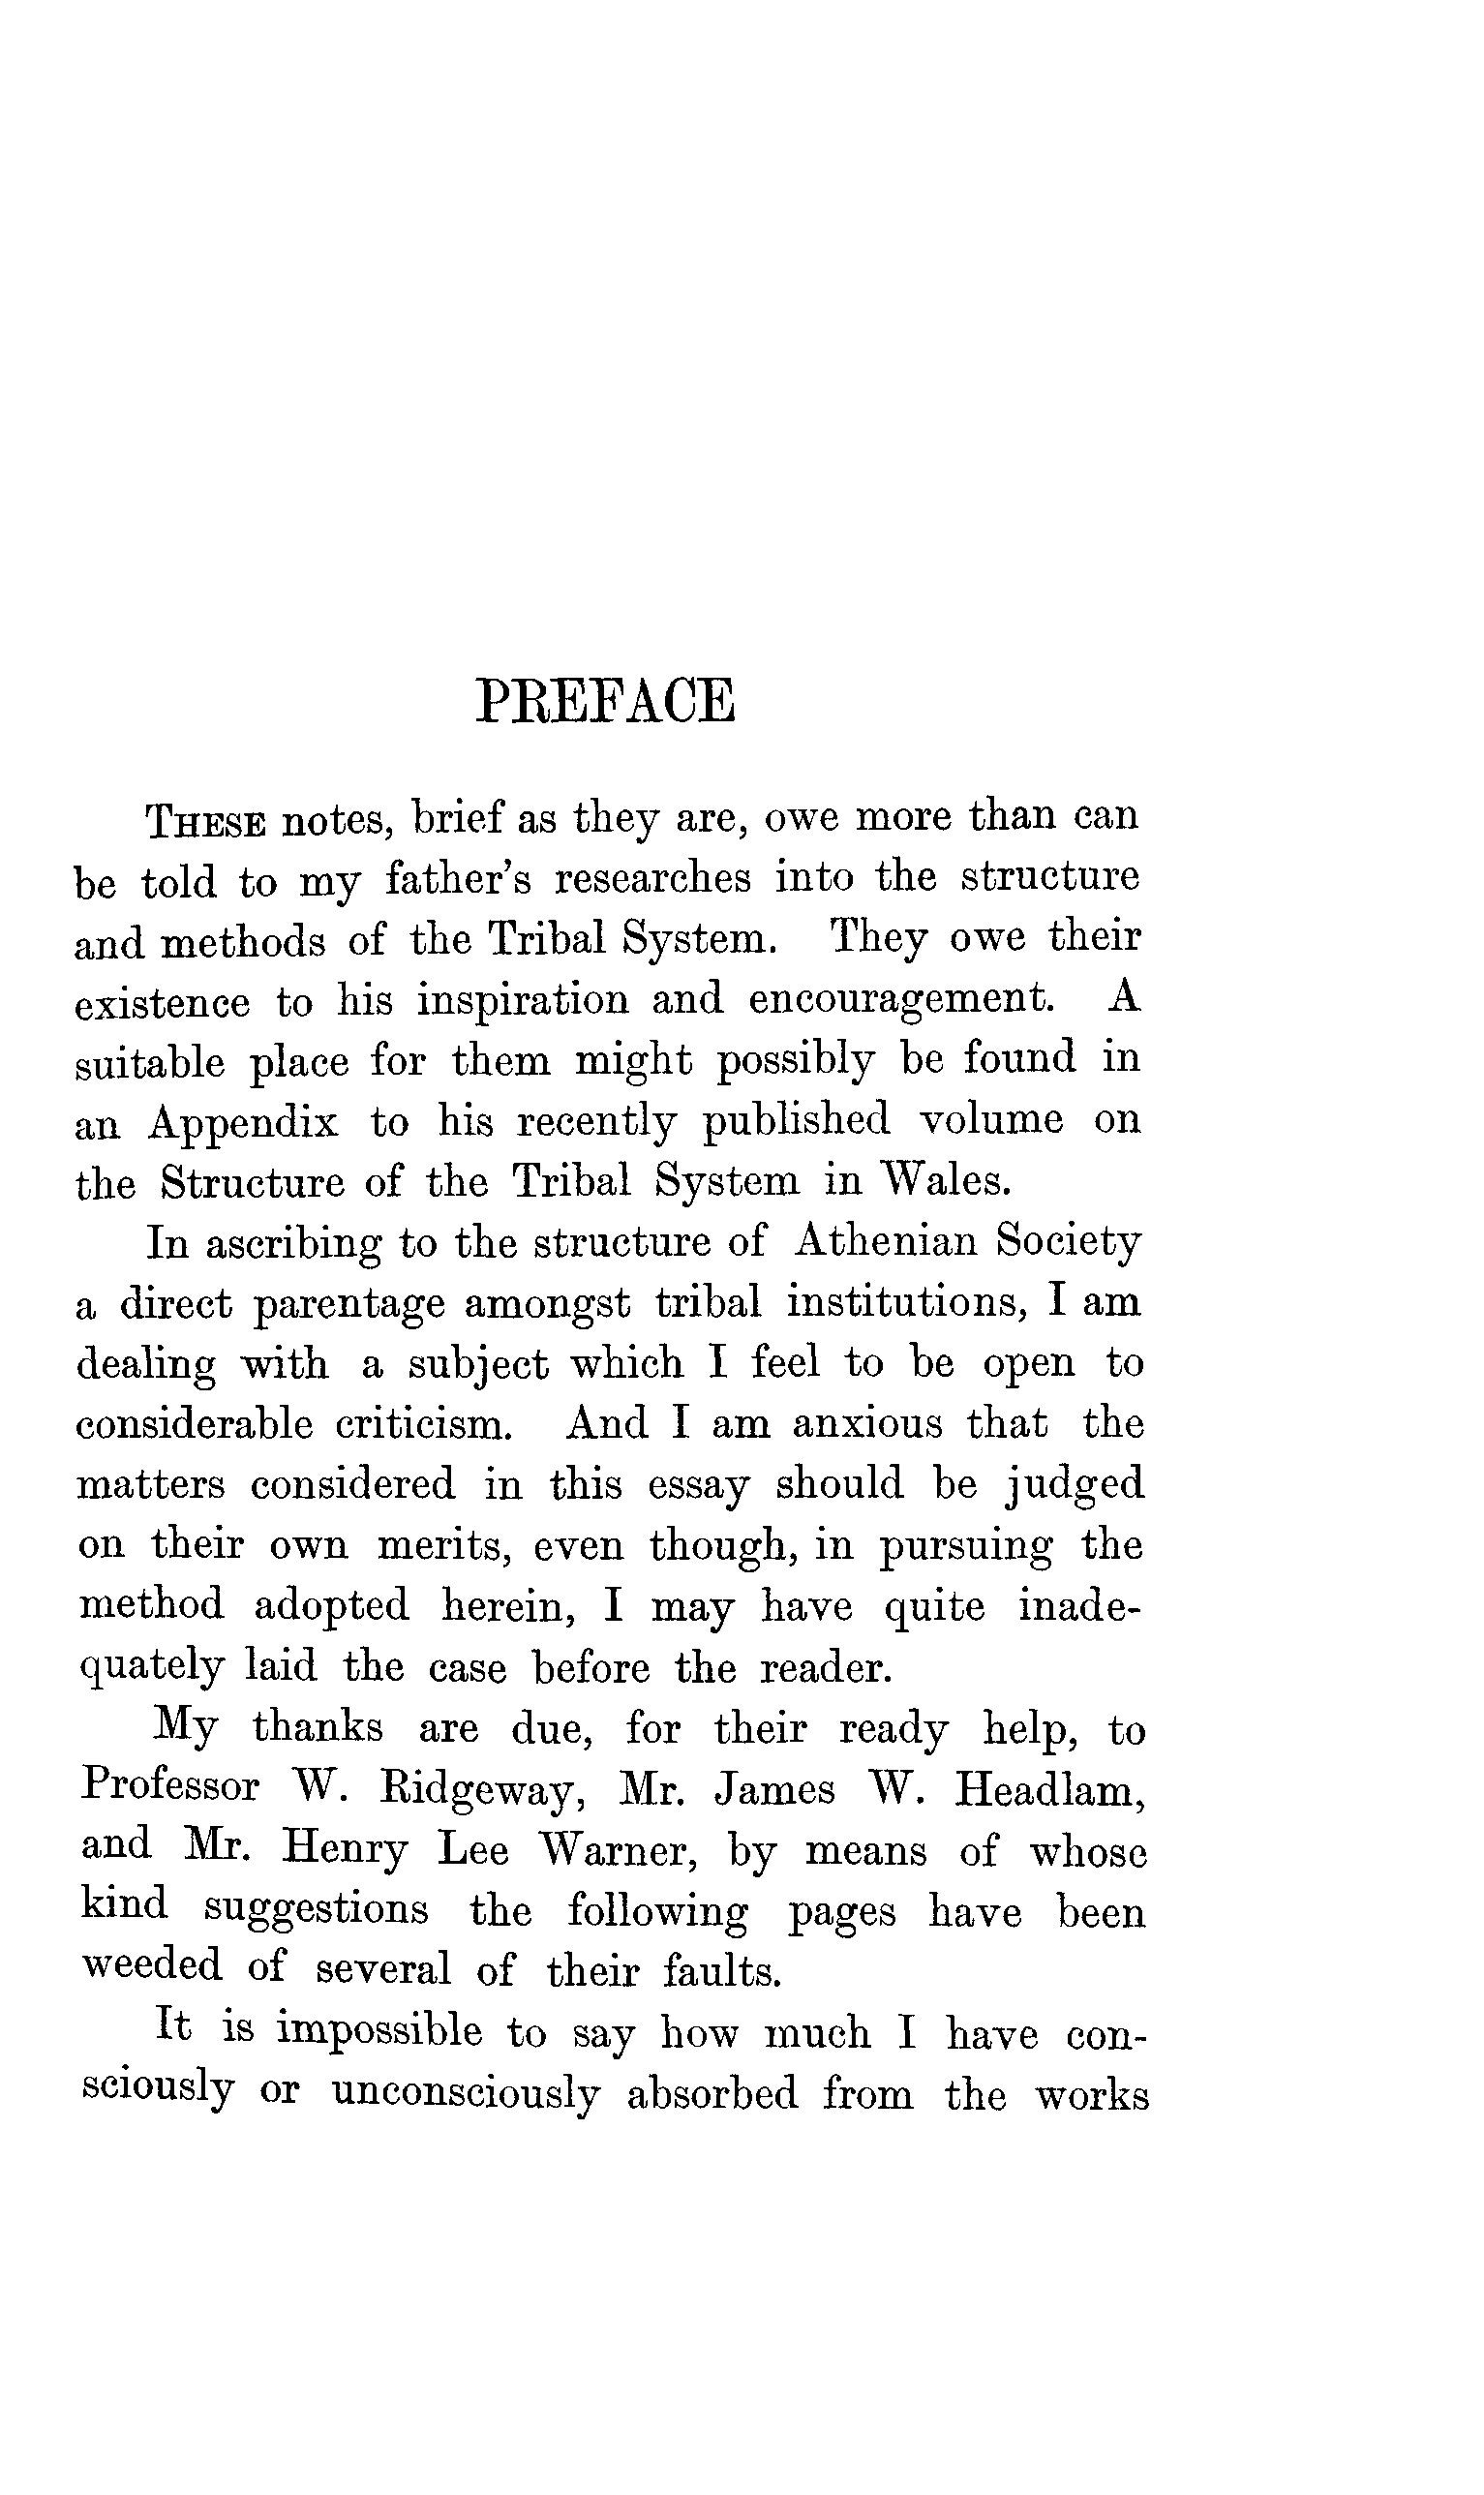 PREFACE
These notes, brief as they are, owe more than can
be told to my father's researches into the structure
and methods of the Tribal System. They owe their
existence to his inspiration and encouragement. A
suitable place for them might possibly be found in
an Appendix to his recently published volume on
the Structure of the Tribal System in Wales.
In ascribing to the structure of Athenian Society
a direct parentage amongst tribal institutions, I am
dealing with a subject which I feel to be open to
considerable criticism. And I am anxious that the
matters considered in this essay should be judged
on their own merits, even though, in pursuing the
method adopted herein, I may have quite inade-
quately laid the case before the reader.
My thanks are due, for their ready help, to
Professor W. Ridgeway, Mr. James W. Headlam,
and Mr. Henry Lee Warner, by means of whose
kind suggestions the following pages have been
weeded of several of their faults.
It is impossible to say how much I have con-
sciously or unconsciously absorbed from the works